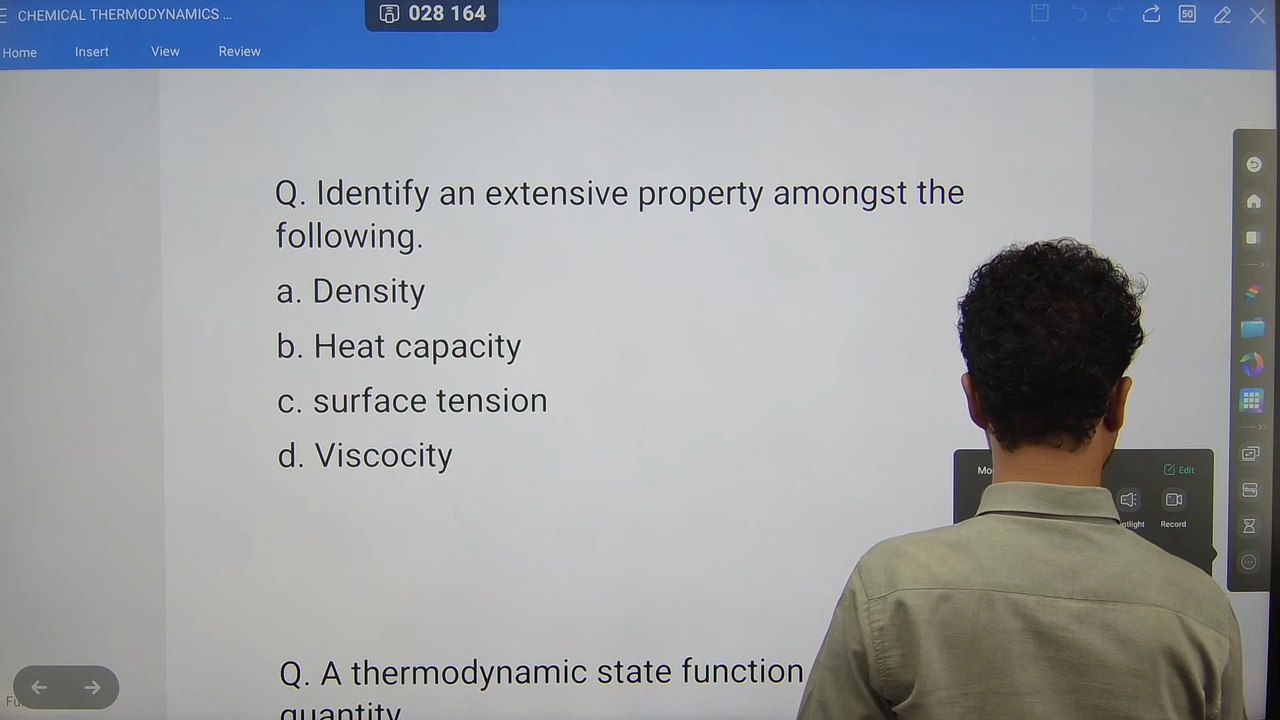 CHEMICAL THERMODYNAMICS ...
028 164
50
Home Insert View Review
Q. Identify an extensive property amongst the
following.
a. Density
b. Heat capacity
c. surface tension
d. Viscocity
Edit
Record
Q. A thermodynamic state function
quantity